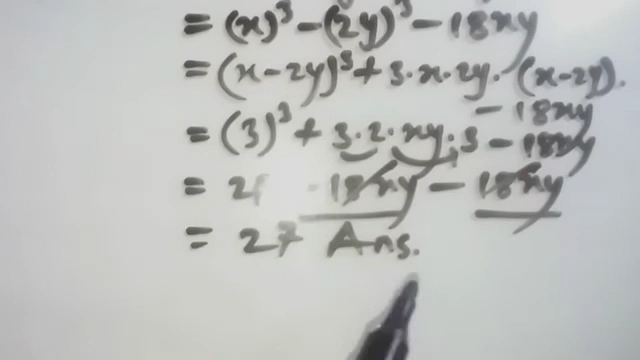 = (x)³ - (2y)³ - 18xy
= (x-2y)³ + 3·x·2y· (x-2y).
- 18xy
= (3)³ + 3·2·xy·3 - 18xy
= 2 - 18xy - 18xy
= 27 Ans.